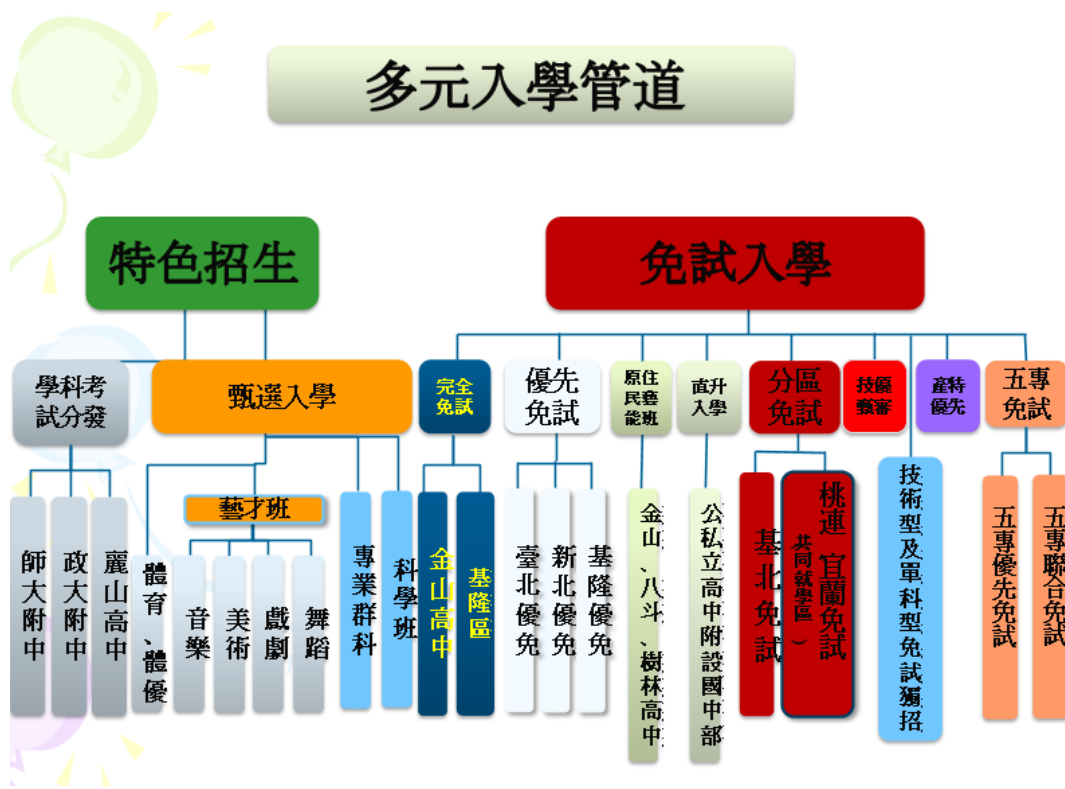 多元入學管道
特色招生
免試入學
學科考
試分發
甄選入學
完全
免試
優先
免試
原住
民藝
能班
直升
入學
分區
免試
技優
甄審
產特
優先
五專
免試
藝才班
師大附中
政大附中
麗山高中
體育、體優
音樂
美術
戲劇
舞蹈
專業群科
科學班
金山高中
基隆區
臺北優免
新北優免
基隆優免
金山、八斗、樹林高中
公私立高中附設國中部
基北免試
桃連 宜蘭免試
共同就學區 )
技術型及單科型免試獨招
五專優先免試
五專聯合免試